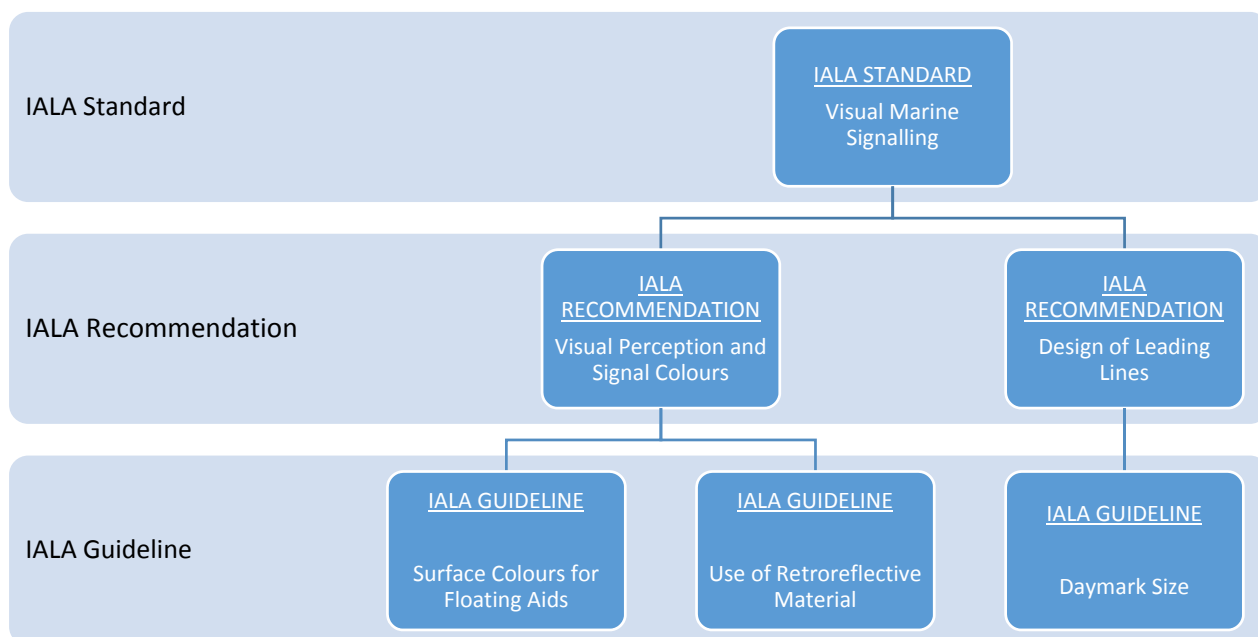 IALA Standard
IALA STANDARD
Visual Marine
Signalling
IALA Recommendation
IALA
RECOMMENDATION
Visual Perception and
Signal Colours
IALA
RECOMMENDATION
Design of Leading
Lines
IALA Guideline
IALA GUIDELINE
Surface Colours for
Floating Aids
IALA GUIDELINE
Use of Retroreflective
Material
IALA GUIDELINE
Daymark Size